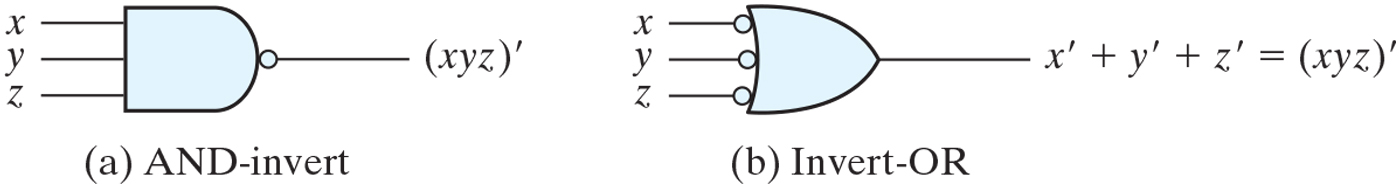 x
y
z
(xyz)′
(a) AND-invert
x
y
z
x′ + y′ + z′ = (xyz)′
(b) Invert-OR